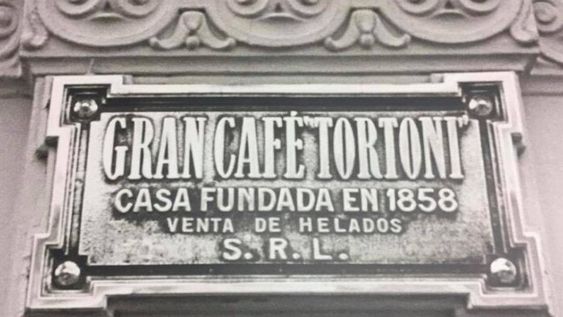 GRAN CAFÉ "TORTONI"
CASA FUNDADA EN 1858
VENTA DE HELADOS
S. R. L.